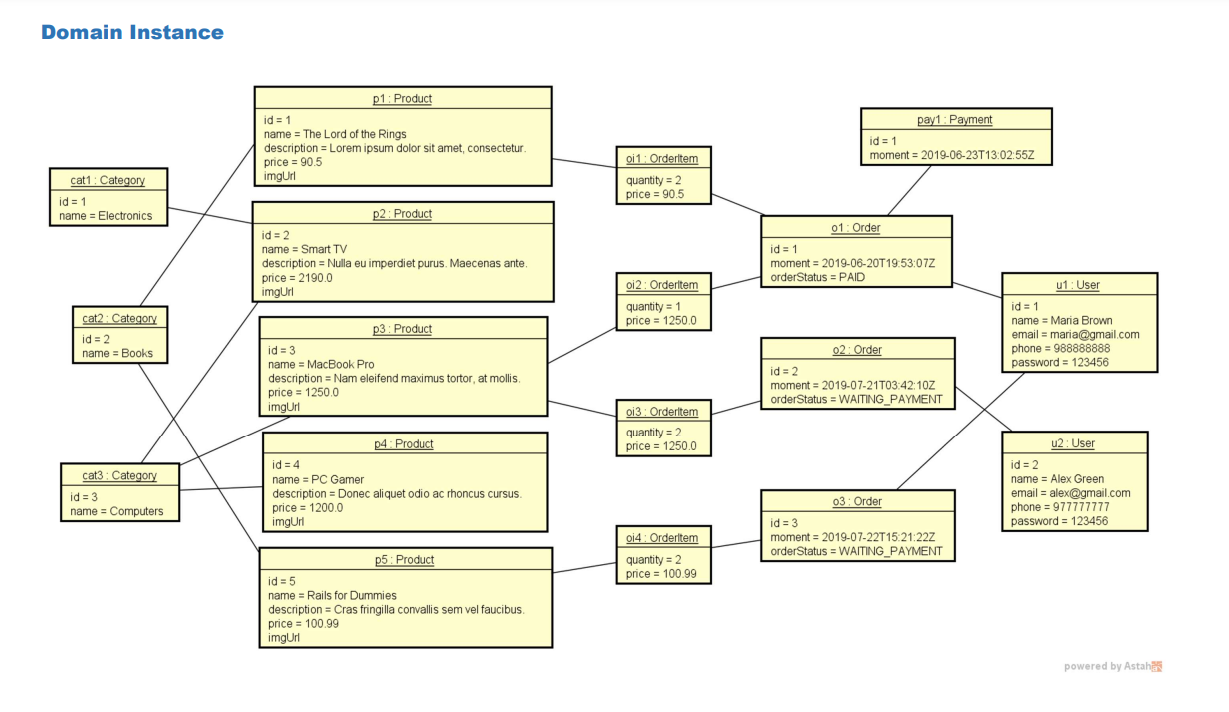 Domain Instance
p1 : Product
id = 1
name = The Lord of the Rings
description = Lorem ipsum dolor sit amet, consectetur.
price = 90.5
imgUrl
cat1 : Category
id = 1
name = Electronics
p2 : Product
id = 2
name = Smart TV
description = Nulla eu imperdiet purus. Maecenas ante.
price = 2190.0
imgUrl
cat2 : Category
id = 2
name = Books
p3 : Product
id = 3
name = MacBook Pro
description = Nam eleifend maximus tortor, at mollis.
price = 1250.0
imgUrl
cat3 : Category
id = 3
name = Computers
p4 : Product
id = 4
name = PC Gamer
description = Donec aliquet odio ac rhoncus cursus.
price = 1200.0
imgUrl
p5 : Product
id = 5
name = Rails for Dummies
description = Cras fringilla convallis sem vel faucibus.
price = 100.99
imgUrl
oi1 : OrderItem
quantity = 2
price = 90.5
oi2 : OrderItem
quantity = 1
price = 1250.0
oi3 : OrderItem
quantity = 2
price = 1250.0
oi4 : OrderItem
quantity = 2
price = 100.99
pay1 : Payment
id = 1
moment = 2019-06-23T13:02:55Z
o1 : Order
id = 1
moment = 2019-06-20T19:53:07Z
orderStatus = PAID
o2 : Order
id = 2
moment = 2019-07-21T03:42:10Z
orderStatus = WAITING_PAYMENT
o3 : Order
id = 3
moment = 2019-07-22T15:21:22Z
orderStatus = WAITING_PAYMENT
u1 : User
id = 1
name = Maria Brown
email = maria@gmail.com
phone = 988888888
password = 123456
u2 : User
id = 2
name = Alex Green
email = alex@gmail.com
phone = 977777777
password = 123456
powered by Astah